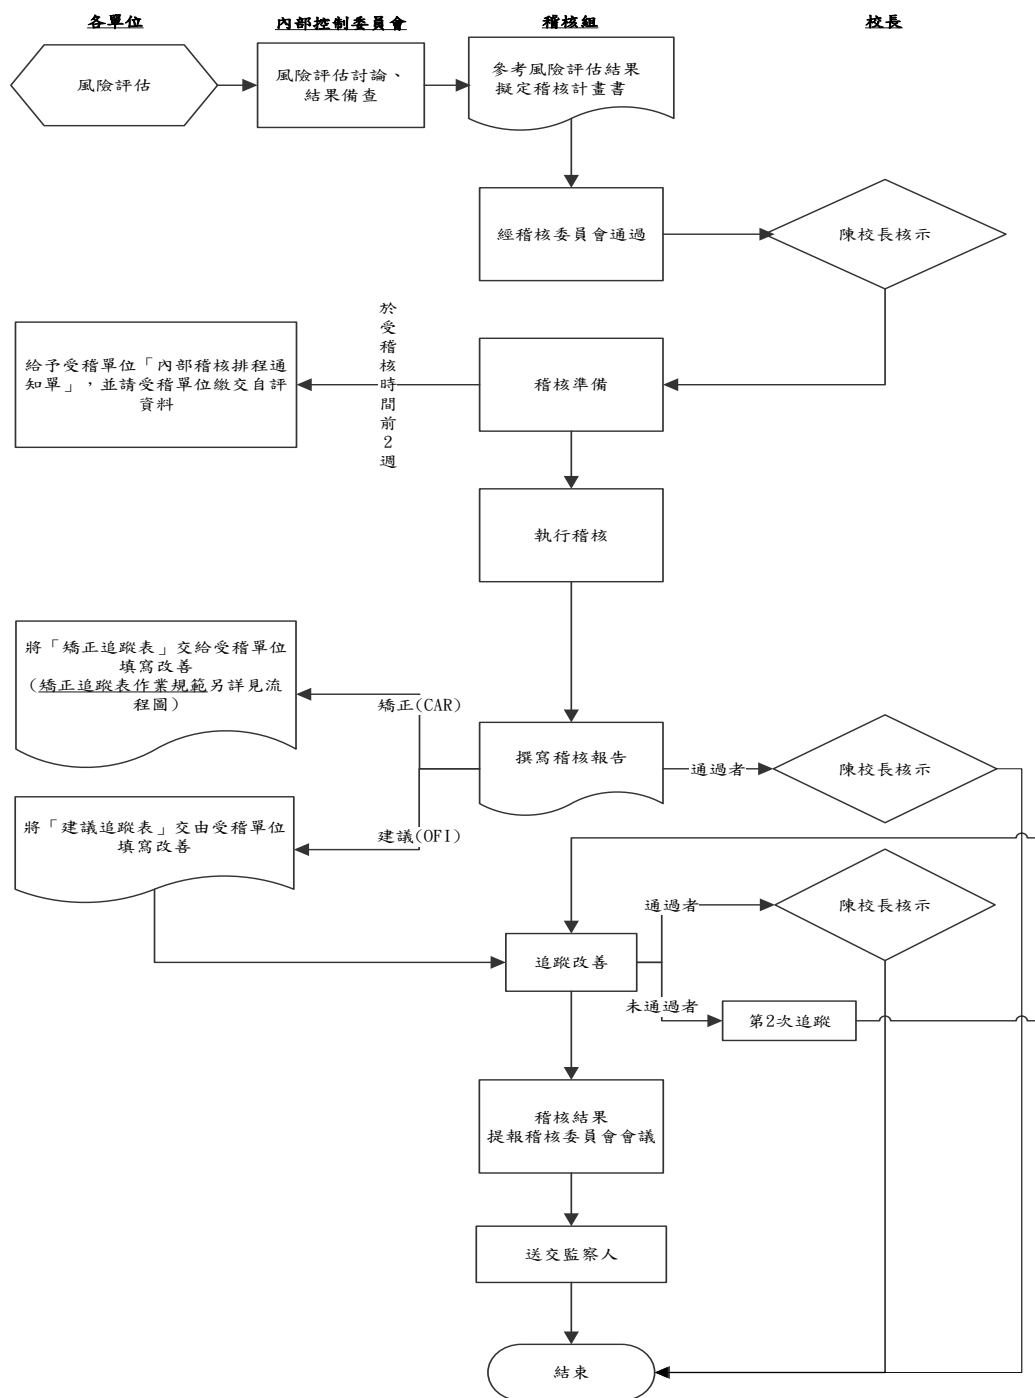 各單位
內部控制委員會
稽核組
校長
風險評估
風險評估討論、
結果備查
參考風險評估結果
擬定稽核計畫書
經稽核委員會通過
陳校長核示
給予受稽單位「內部稽核排程通
知單」，並請受稽單位繳交自評
資料
於
受
稽
核
時
間
前
2
週
稽核準備
執行稽核
將「矯正追蹤表」交給受稽單位
填寫改善
（矯正追蹤表作業規範另詳見流
程圖）
矯正(CAR)
撰寫稽核報告
通過者
陳校長核示
將「建議追蹤表」交由受稽單位
填寫改善
建議(OFI)
通過者
陳校長核示
追蹤改善
未通過者
第2次追蹤
稽核結果
提報稽核委員會會議
送交監察人
結束